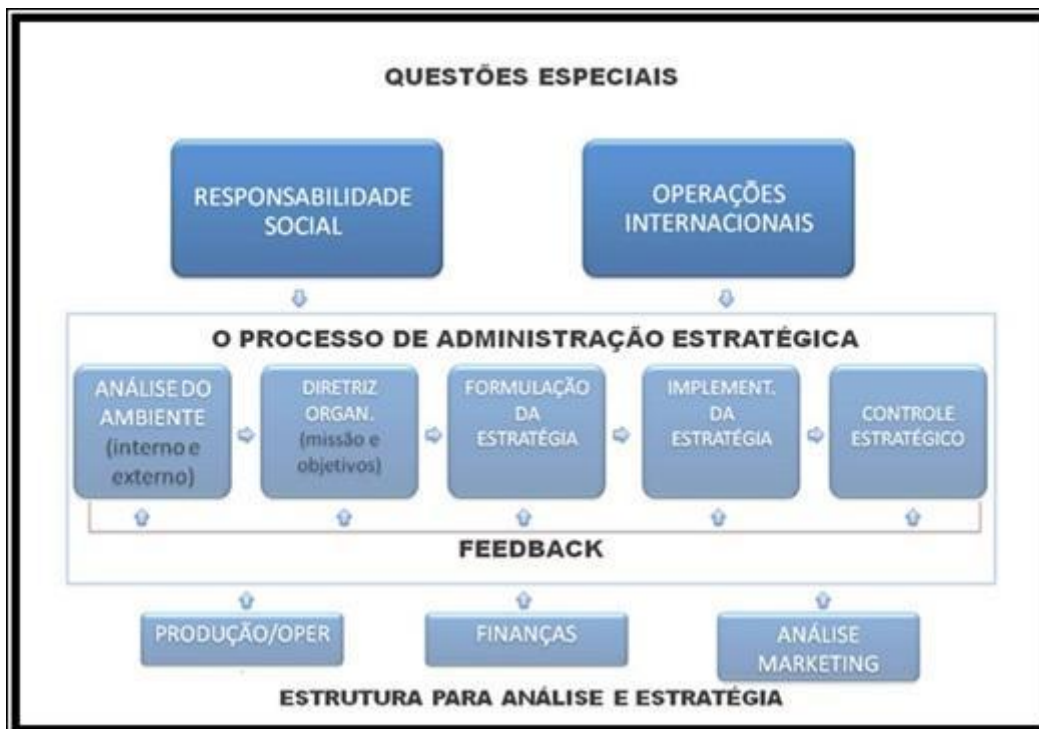 QUESTÕES ESPECIAIS
RESPONSABILIDADE
SOCIAL
OPERAÇÕES
INTERNACIONAIS
O PROCESSO DE ADMINISTRAÇÃO ESTRATÉGICA
ANÁLISE DO
AMBIENTE
(interno e
externo)
DIRETRIZ
ORGAN.
(missão e
objetivos)
FORMULAÇÃO
DA
ESTRATÉGIA
IMPLEMENT.
DA
ESTRATÉGIA
CONTROLE
ESTRATÉGICO
FEEDBACK
PRODUÇÃO/OPER
FINANÇAS
ANÁLISE
MARKETING
ESTRUTURA PARA ANÁLISE E ESTRATÉGIA